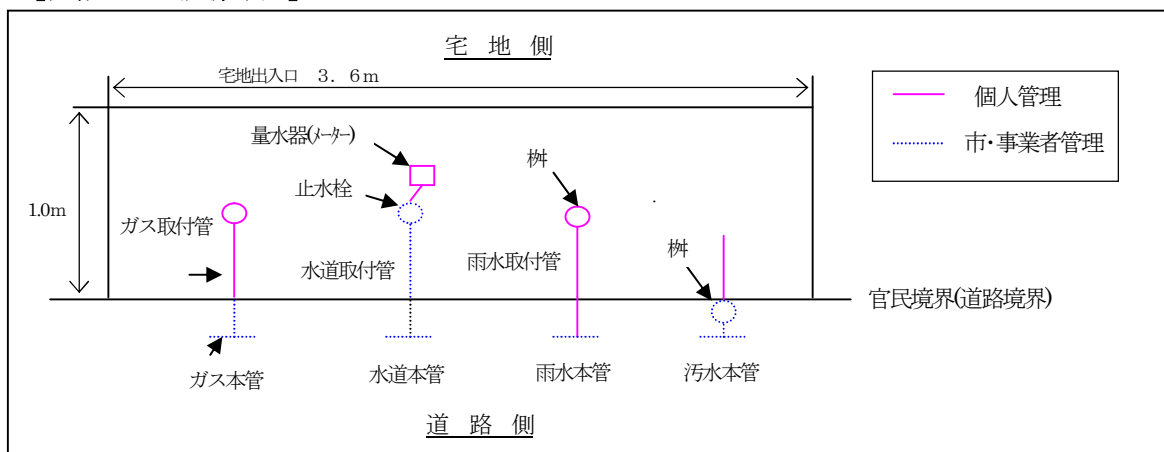 宅 地 側
宅地出入口 3.6m
個人管理
市・事業者管理
量水器(メーター)
桝
止水栓
1.0m
ガス取付管
水道取付管
雨水取付管
桝
官民境界(道路境界)
ガス本管
水道本管
雨水本管
汚水本管
道 路 側